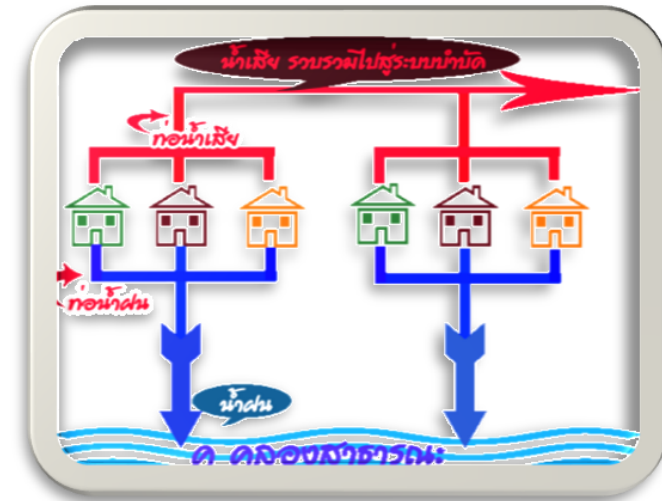 น้ำเสีย รวบรวมไปสู่ระบบบำบัด
ท่อน้ำเสีย
ท่อน้ำฝน
น้ำฝน
ค คลองสาธารณะ